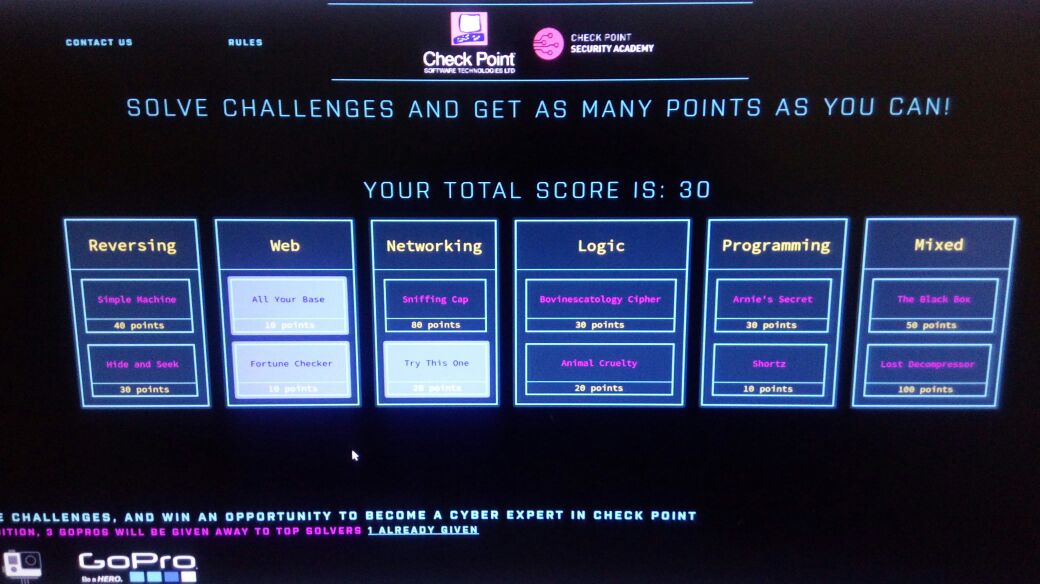 CONTACT US
RULES
Check Point
SOFTWARE TECHNOLOGIES LTD
CHECK POINT
SECURITY ACADEMY
SOLVE CHALLENGES AND GET AS MANY POINTS AS YOU CAN!
YOUR TOTAL SCORE IS: 30
Reversing
Simple Machine
40 points
Hide and Seek
30 points
Web
All Your Base
10 points
Fortune Checker
10 points
Networking
Sniffing Cap
80 points
Try This One
points
Logic
Bovinescatology Cipher
30 points
Animal Cruelty
20 points
Programming
Arnie's Secret
30 points
Shortz
10 points
Mixed
The Black Box
50 points
Lost Decompressor
100 points
E CHALLENGES, AND WIN AN OPPORTUNITY TO BECOME A CYBER EXPERT IN CHECK POINT
DITION, 3 GOPROS WILL BE GIVEN AWAY TO TOP SOLVERS 1 ALREADY GIVEN
GoPro
Be a HERO.